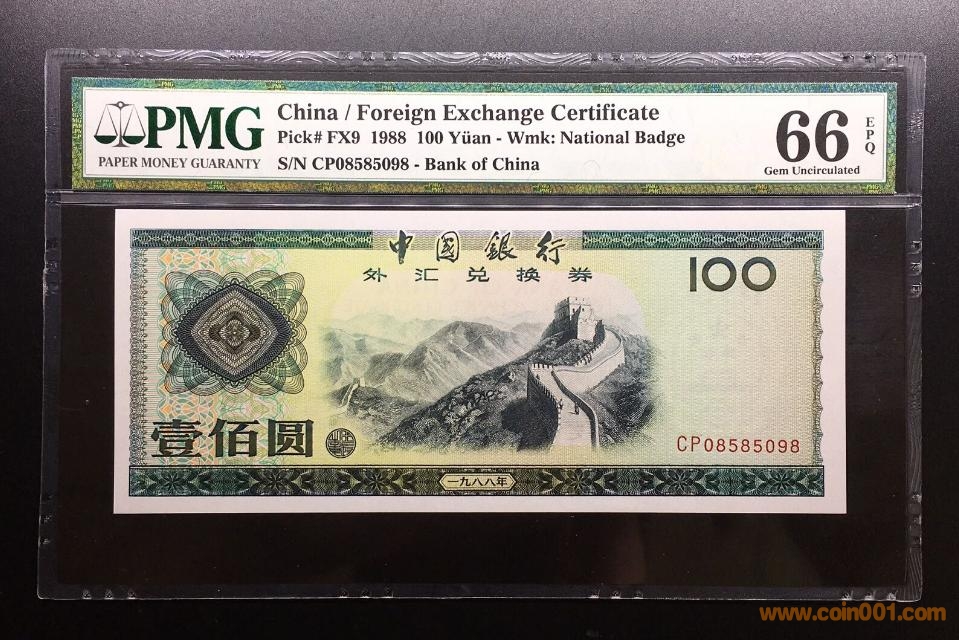 PMG
PAPER MONEY GUARANTY
China / Foreign Exchange Certificate
Pick# FX9 1988 100 Yüan - Wmk: National Badge
S/N CP08585098 - Bank of China
66
EPQ
Gem Uncirculated
中國銀行
外汇兑换券
100
壹佰圆
CP08585098
一九八八年
www.coin001.com